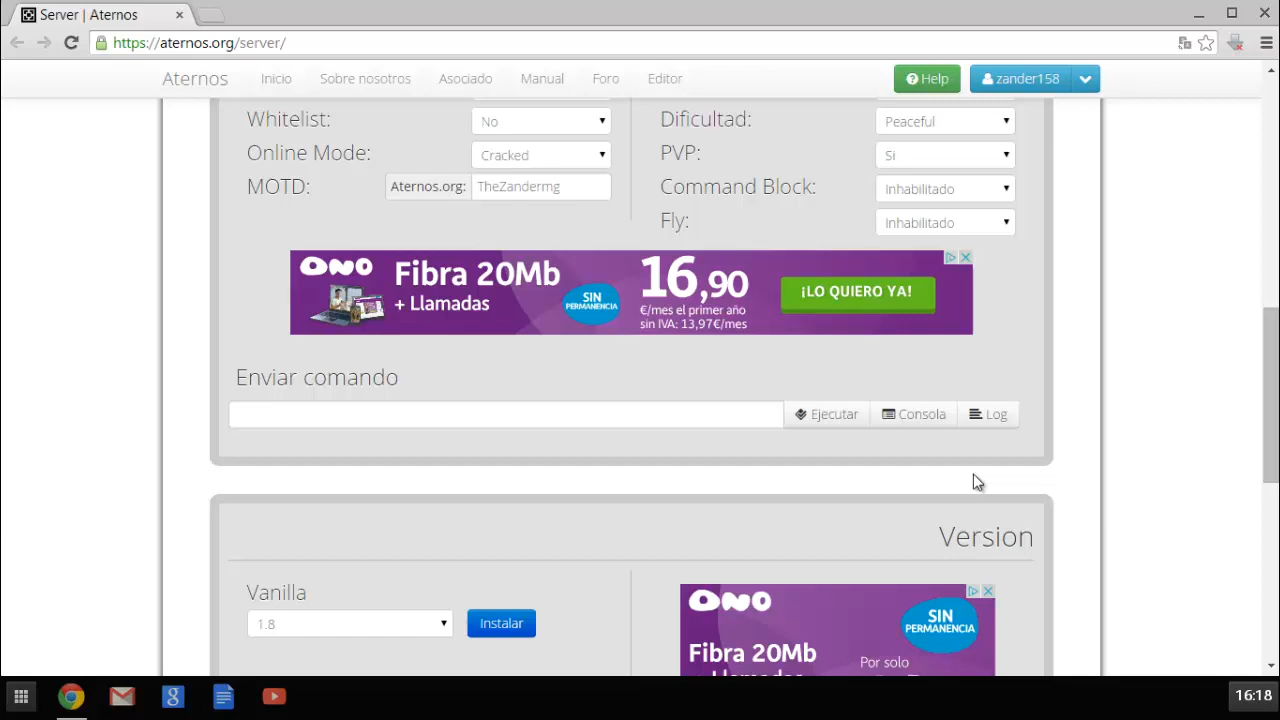 Server | Aternos
https://aternos.org/server/
Aternos Inicio Sobre nosotros Asociado Manual Foro Editor Help zander158
Whitelist: No
Dificultad: Peaceful
Online Mode: Cracked
PVP: Si
MOTD: Aternos.org: TheZandermg
Command Block: Inhabilitado
Fly: Inhabilitado
ONO
Fibra 20Mb
+ Llamadas
SIN
PERMANENCIA
16,90
€/mes el primer año
sin IVA: 13,97€/mes
¡LO QUIERO YA!
Enviar comando
Ejecutar Consola Log
Version
Vanilla
1.8 Instalar
ONO
SIN
PERMANENCIA
Fibra 20Mb
Por solo
+ Llamadas
16:18